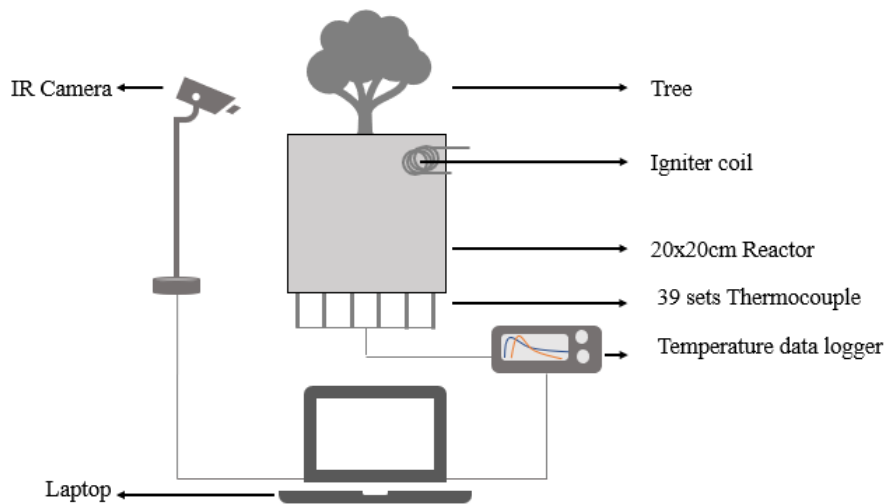 IR Camera
Tree
Igniter coil
20x20cm Reactor
39 sets Thermocouple
Temperature data logger
Laptop